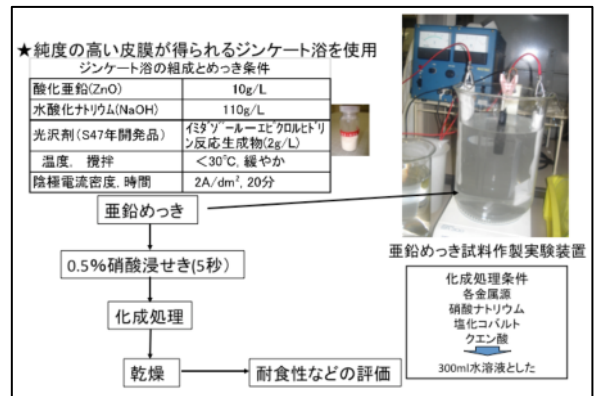 ★純度の高い皮膜が得られるジンケート浴を使用
ジンケート浴の組成とめっき条件
酸化亜鉛(ZnO) 10g/L
水酸化ナトリウム(NaOH) 110g/L
光沢剤(S47年開発品) イミダゾールーエピクロルヒドリ
ン反応生成物(2g/L)
温度, 攪拌 <30℃, 緩やか
陰極電流密度, 時間 2A/dm², 20分
亜鉛めっき
0.5%硝酸浸せき(5秒)
化成処理
乾燥
耐食性などの評価
亜鉛めっき試料作製実験装置
化成処理条件
各金属源
硝酸ナトリウム
塩化コバルト
クエン酸
300ml水溶液とした